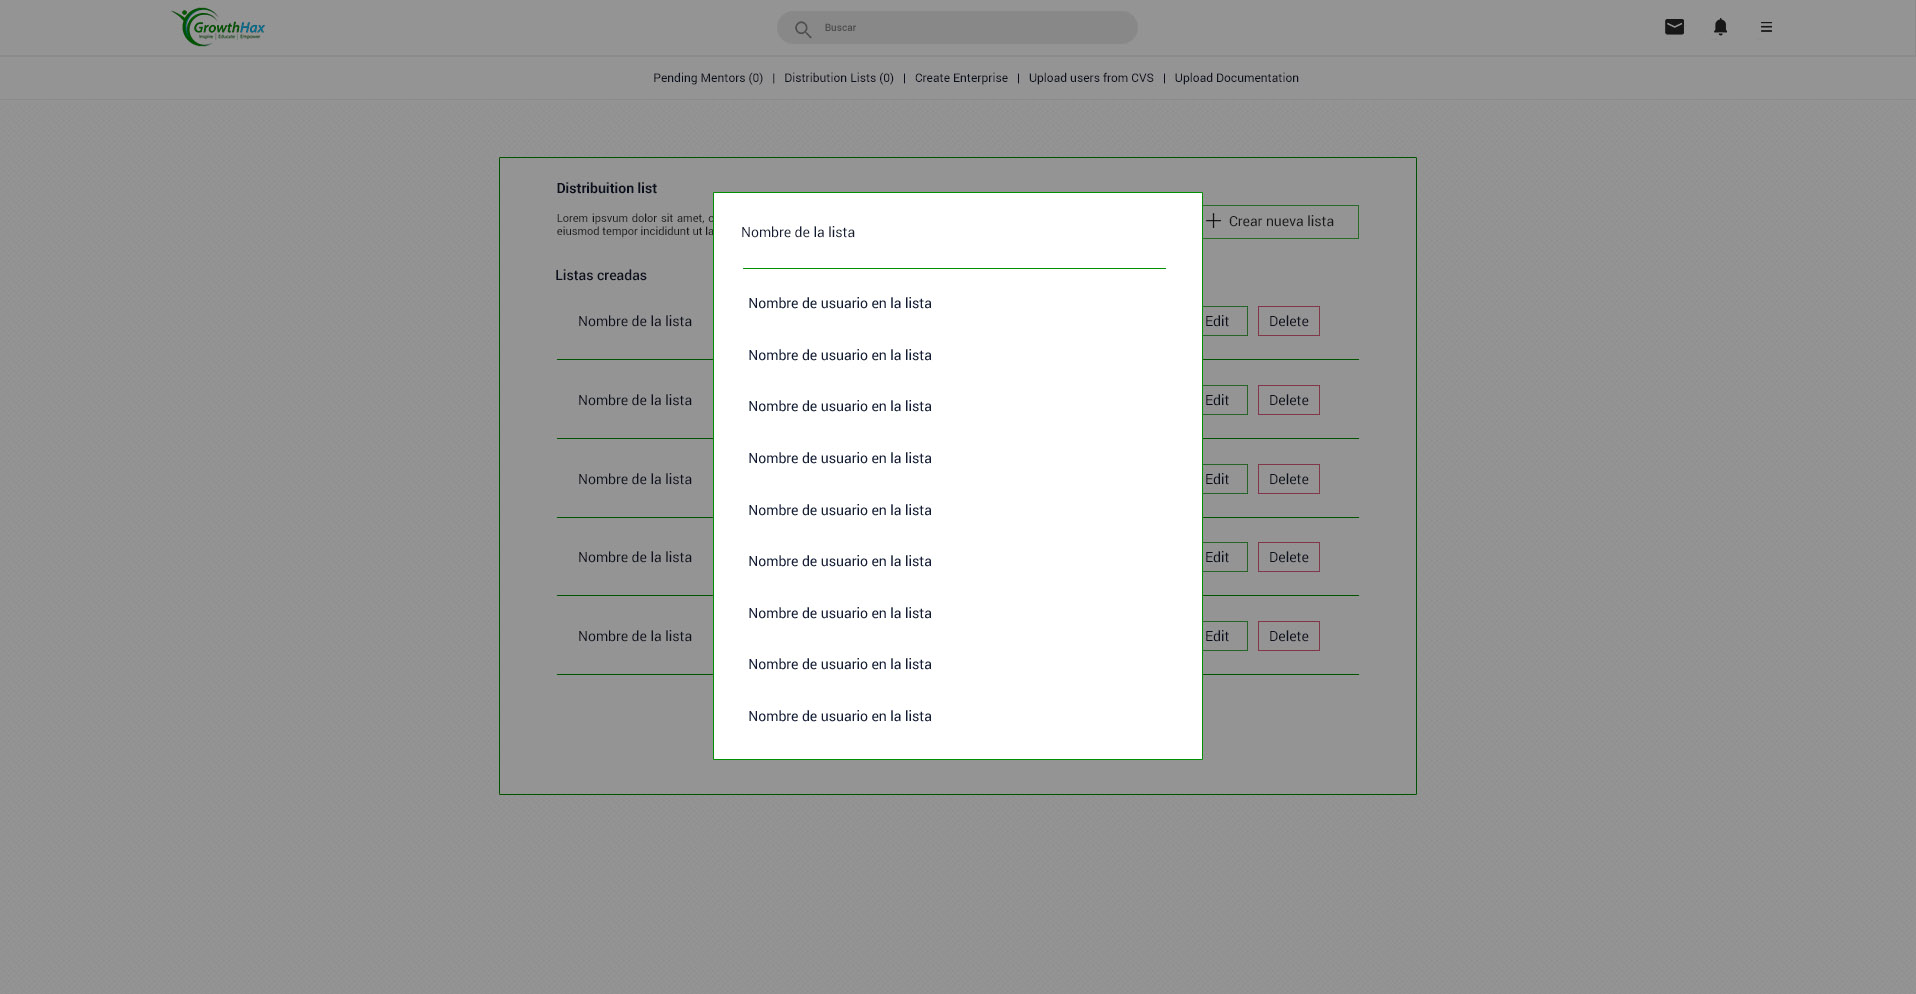 GrowthHax
Inspire | Educate | Empower
Buscar
Pending Mentors (0) | Distribution Lists (0) | Create Enterprise | Upload users from CVS | Upload Documentation
Distribuition list
Lorem ipsvum dolor sit amet, c
eiusmod tempor incididunt ut la
Crear nueva lista
Listas creadas
Nombre de la lista Edit Delete
Nombre de la lista Edit Delete
Nombre de la lista Edit Delete
Nombre de la lista Edit Delete
Nombre de la lista Edit Delete
Nombre de la lista
Nombre de usuario en la lista
Nombre de usuario en la lista
Nombre de usuario en la lista
Nombre de usuario en la lista
Nombre de usuario en la lista
Nombre de usuario en la lista
Nombre de usuario en la lista
Nombre de usuario en la lista
Nombre de usuario en la lista